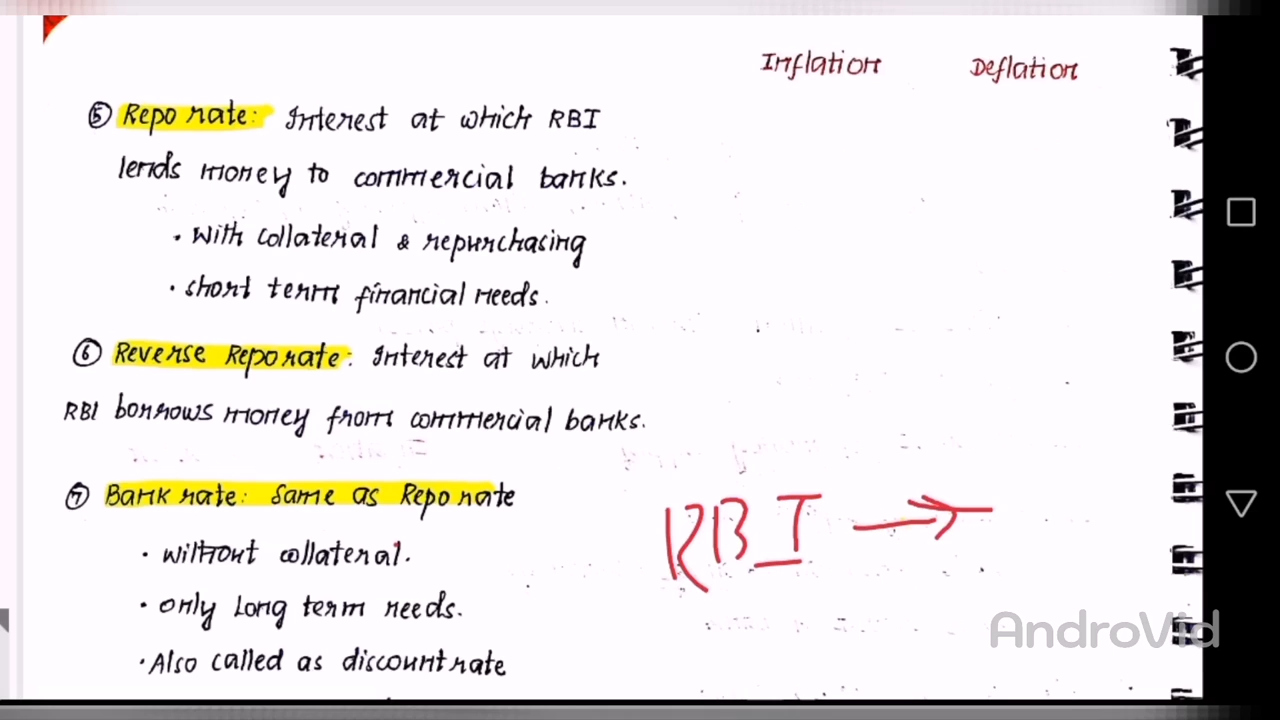 Inflation Deflation
⑤ Repo rate: Interest at which RBI
lends money to commercial banks.
• With collateral & repurchasing
• short term financial needs.
⑥ Reverse Repo rate: Interest at which
RBI borrows money from commercial banks.
⑦ Bank rate: Same as Repo rate
• without collateral.
• only Long term needs.
• Also called as discount rate
RBI →
AndroVid